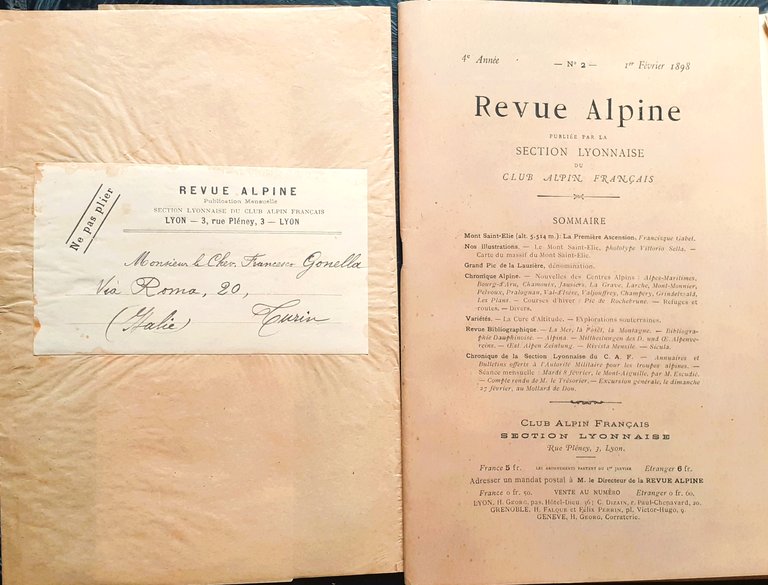 Ne pas plier
REVUE ALPINE
Publication Mensuelle
SECTION LYONNAISE DU CLUB ALPIN FRANÇAIS
LYON — 3, rue Pléney, 3 — LYON
Monsieur le Chev. Francesco Gonella
Via Roma, 20,
(Italie) Turin
4e Année — No 2 — 1er Février 1898
Revue Alpine
PUBLIÉE PAR LA
SECTION LYONNAISE
DU
CLUB ALPIN FRANÇAIS
SOMMAIRE
Mont Saint-Elie (alt. 5.514 m.): La Première Ascension, Francisque Gabet.
Nos Illustrations. — Le Mont Saint-Elie, phototype Vittorio Sella. —
Carte du massif du Mont Saint-Elie.
Grand Pic de la Lauzière, dénomination.
Chronique Alpine. — Nouvelles des Centres Alpins : Alpes-Maritimes,
Bourg-d'Aru, Chamounix, Jausiers, La Grave, Larche, Mont-Monnier,
Pelvoux, Pralognan, Val-d'Isère, Valjouffrey, Champéry, Grindelwald,
Les Plans. — Courses d'hiver : Pic de Rochebrune. — Refuges et
routes. — Divers.
Variétés. — La Cure d'Altitude. — Explorations souterraines.
Revue Bibliographique. — La Mer, la Forêt, la Montagne. — Bibliogra-
phie Dauphinoise. — Alpina. — Mittheilungen des D. und Œ. Alpenve-
reins. — Œst Alpen Zeintung. — Rivista Mensile. — Sicula.
Chronique de la Section Lyonnaise du C. A. F. — Annuaires et
Bulletins offerts à l'Autorité Militaire pour les troupes alpines. —
Séance mensuelle : Mardi 8 février, le Mont-Aiguille, par M. Escudié.
— Compte rendu de M. le Trésorier. — Excursion générale, le dimanche
27 février, au Mollard de Don.
CLUB ALPIN FRANÇAIS
SECTION LYONNAISE
Rue Pléney, 3, Lyon.
France 5 fr. LES ABONNEMENTS PARTENT DU 1er JANVIER Etranger 6 fr.
Adresser un mandat postal à M. le Directeur de la REVUE ALPINE
France 0 fr. 50. VENTE AU NUMÉRO Etranger 0 fr. 60.
LYON, H. GEORG, pas. Hôtel-Dieu, 36; C. DIZAIN, r. Paul-Chenavard, 10.
GRENOBLE, H. FALQUE et Félix PERRIN, pl. Victor-Hugo, 9.
GENÈVE, H. GEORG, Corraterie.